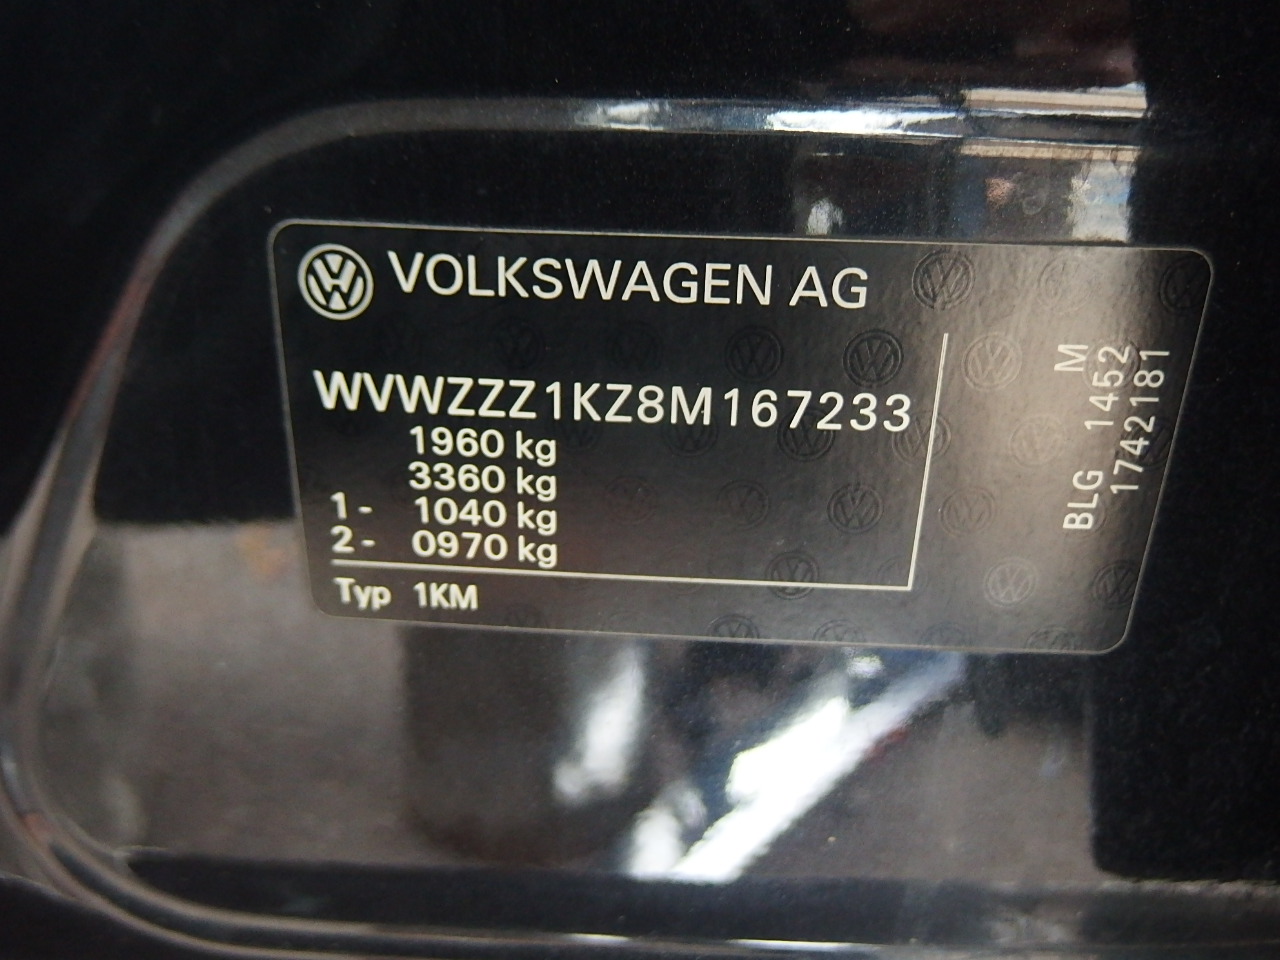 VOLKSWAGEN AG
WVWZZZ1KZ8M167233
1960 kg
3360 kg
1- 1040 kg
2- 0970 kg
Typ 1KM
M
BLG 1452
1742181